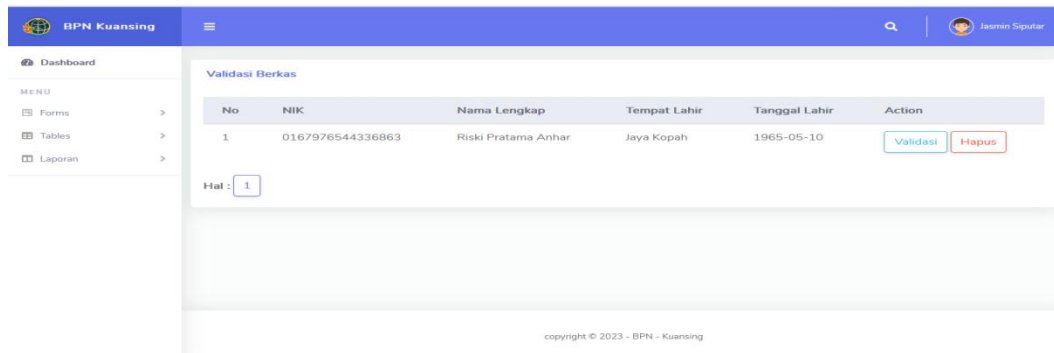 BPN Kuansing
Jasmin Siputar
Dashboard
MENU
Forms
Tables
Laporan
Validasi Berkas
No NIK Nama Lengkap Tempat Lahir Tanggal Lahir Action
1 0167976544336863 Riski Pratama Anhar Jaya Kopah 1965-05-10 Validasi Hapus
Hal : 1
copyright © 2023 - BPN - Kuansing